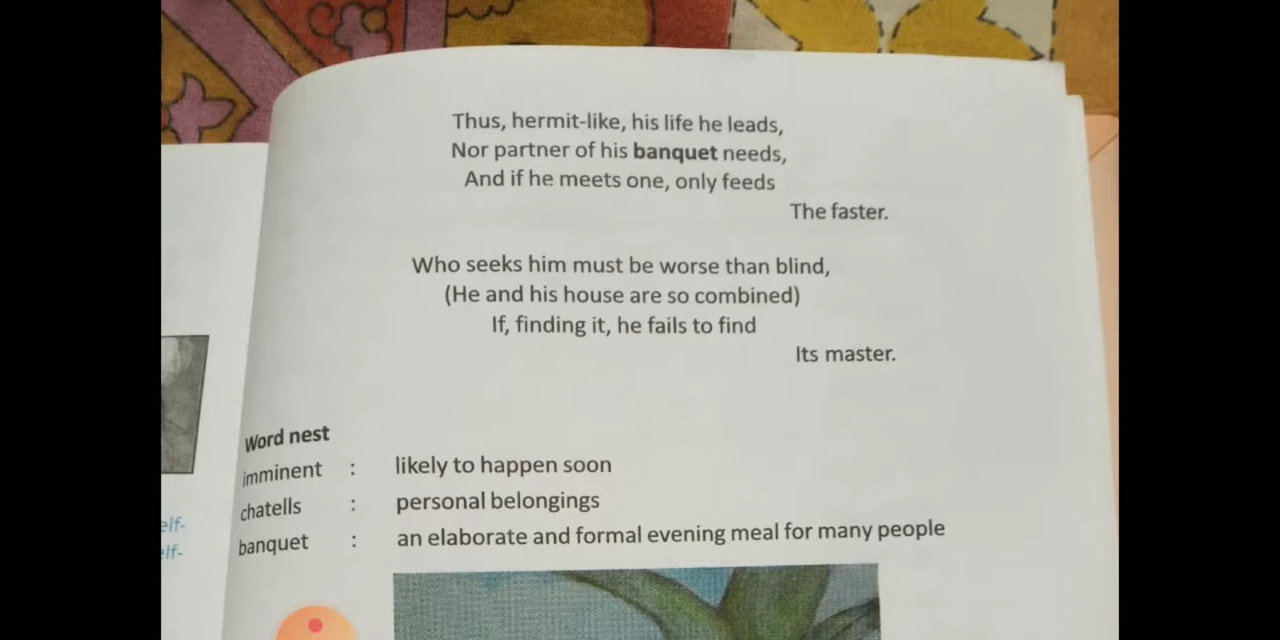 Thus, hermit-like, his life he leads,
Nor partner of his banquet needs,
And if he meets one, only feeds
The faster.
Who seeks him must be worse than blind,
(He and his house are so combined)
If, finding it, he fails to find
Its master.
Word nest
imminent : likely to happen soon
chatells : personal belongings
banquet : an elaborate and formal evening meal for many people
elf-
elf-